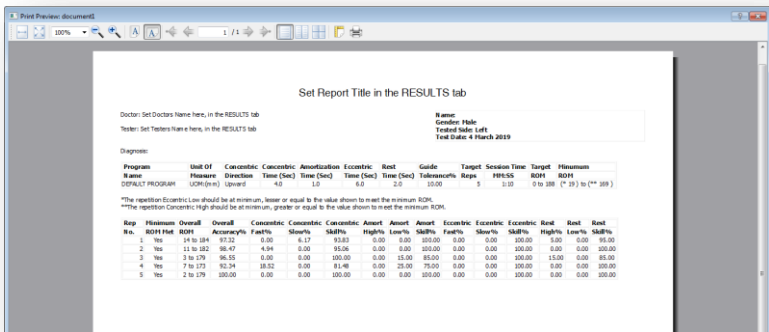 Print Preview: document1
100%
A A
1 / 1
Set Report Title in the RESULTS tab
Doctor: Set Doctors Name here, in the RESULTS tab
Tester: Set Testers Name here, in the RESULTS tab
Name:
Gender: Male
Tested Side: Left
Test Date: 4 March 2019
Diagnosis:
Program Unit Of Concentric Concentric Amortization Eccentric Rest Guide Target Session Time Target Minumum
Name Measure Direction Time (Sec) Time (Sec) Time (Sec) Time (Sec) Tolerance% Reps MM:SS ROM ROM
DEFAULT PROGRAM UOM:(mm) Upward 4.0 1.0 6.0 2.0 10.00 5 1:10 0 to 188 (* 19 ) to (** 169 )
*The repetition Eccentric Low should be at minimum, lesser or equal to the value shown to meet the minimum ROM.
**The repetition Concentric High should be at minimum, greater or equal to the value shown to meet the minimum ROM.
Rep Minimum Overall Overall Concentric Concentric Concentric Amort Amort Amort Eccentric Eccentric Eccentric Rest Rest Rest
No. ROM Met ROM Accuracy% Fast% Slow% Skill% High% Low% Skill% Fast% Slow% Skill% High% Low% Skill%
1 Yes 14 to 184 97.32 0.00 6.17 93.83 0.00 0.00 100.00 0.00 0.00 100.00 5.00 0.00 95.00
2 Yes 11 to 182 98.47 4.94 0.00 95.06 0.00 0.00 100.00 0.00 0.00 100.00 0.00 0.00 100.00
3 Yes 3 to 179 96.55 0.00 0.00 100.00 0.00 15.00 85.00 0.00 0.00 100.00 15.00 0.00 85.00
4 Yes 7 to 173 92.34 18.52 0.00 81.48 0.00 25.00 75.00 0.00 0.00 100.00 0.00 0.00 100.00
5 Yes 2 to 179 100.00 0.00 0.00 100.00 0.00 0.00 100.00 0.00 0.00 100.00 0.00 0.00 100.00